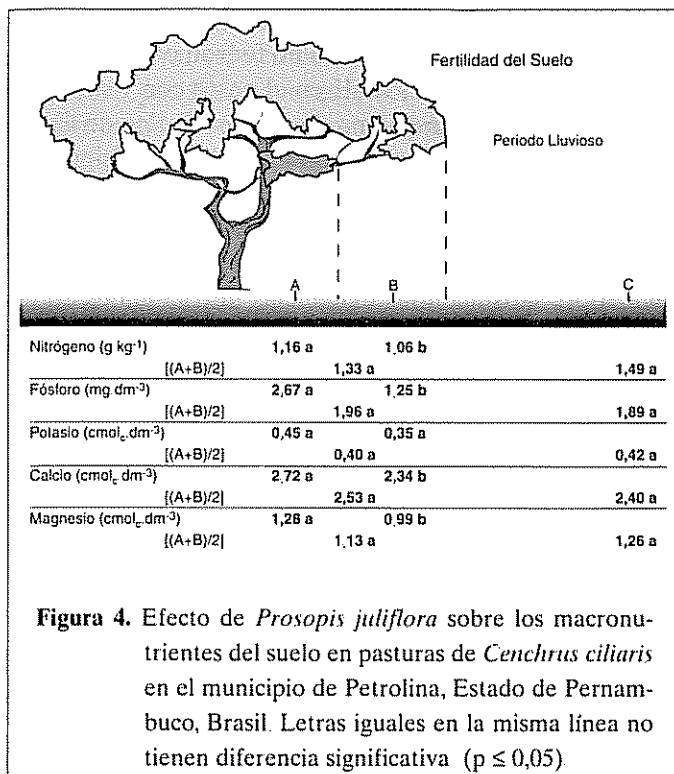 Fertilidad del Suelo
Periodo Lluvioso
A B C
Nitrógeno (g kg-1) 1,16 a 1,06 b
[(A+B)/2] 1,33 a 1,49 a
Fósforo (mg dm-3) 2,67 a 1,25 b
[(A+B)/2] 1,96 a 1,89 a
Potasio (cmolc.dm-3) 0,45 a 0,35 a
[(A+B)/2] 0,40 a 0,42 a
Calcio (cmolc dm-3) 2,72 a 2,34 b
[(A+B)/2] 2,53 a 2,40 a
Magnesio (cmolc.dm-3) 1,28 a 0,99 b
[(A+B)/2] 1,13 a 1,26 a
Figura 4. Efecto de Prosopis juliflora sobre los macronu-
trientes del suelo en pasturas de Cenchrus ciliaris
en el municipio de Petrolina, Estado de Pernam-
buco, Brasil. Letras iguales en la misma línea no
tienen diferencia significativa (p ≤ 0,05)